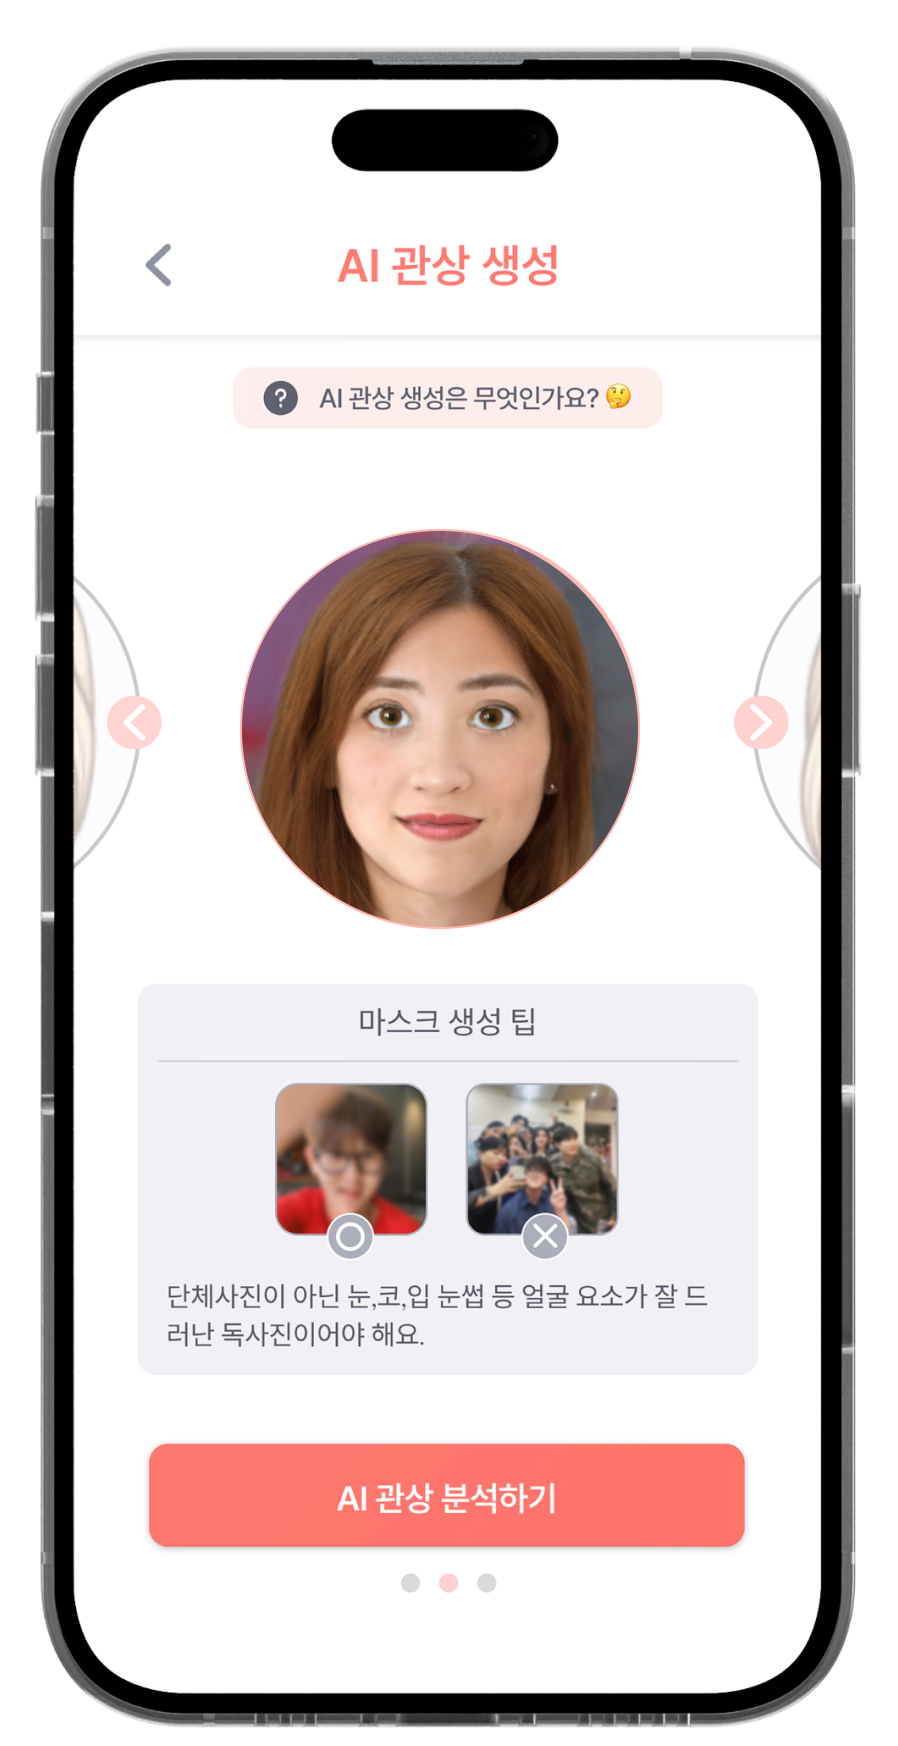 AI 관상 생성
? AI 관상 생성은 무엇인가요? 🤔
마스크 생성 팁
단체사진이 아닌 눈,코,입 눈썹 등 얼굴 요소가 잘 드
러난 독사진이어야 해요.
AI 관상 분석하기